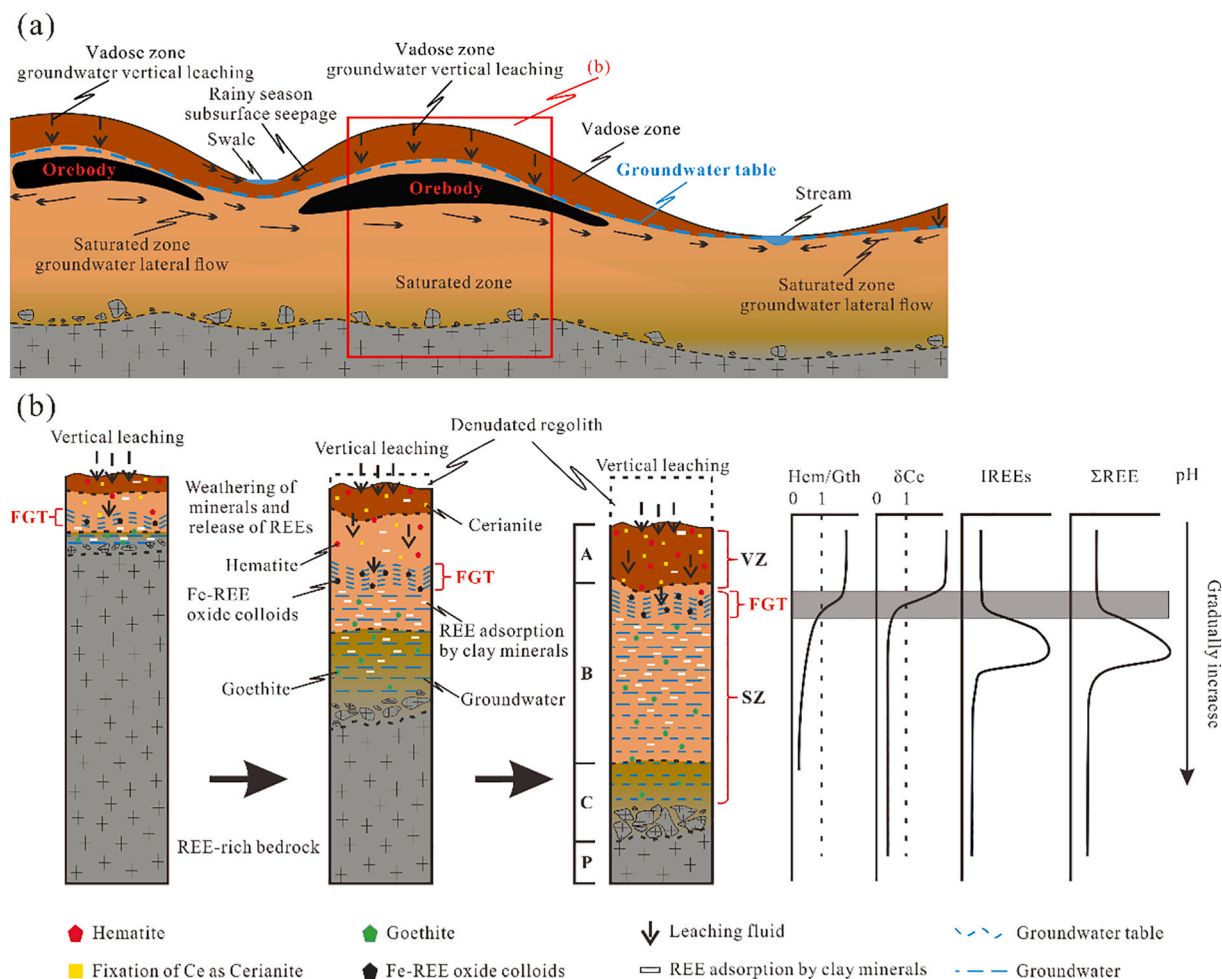 (a)
Vadose zone
groundwater vertical leaching
Rainy season
subsurface seepage
Swale
Vadose zone
groundwater vertical leaching
(b)
Vadose zone
Groundwater table
Stream
Orebody
Orebody
Saturated zone
groundwater lateral flow
Saturated zone
Saturated zone
groundwater lateral flow
(b)
Vertical leaching
FGT
Weathering of
minerals and
release of REEs
Hematite
Fe-REE
oxide colloids
Goethite
REE-rich bedrock
Vertical leaching
Denudated regolith
Cerianite
FGT
REE adsorption
by clay minerals
Groundwater
Vertical leaching
A
B
C
P
VZ
FGT
SZ
Hem/Gth
0 1
δCe
0 1
IREEs
ΣREE
pH
Gradually incraese
Hematite
Goethite
Leaching fluid
Groundwater table
Fixation of Ce as Cerianite
Fe-REE oxide colloids
REE adsorption by clay minerals
Groundwater